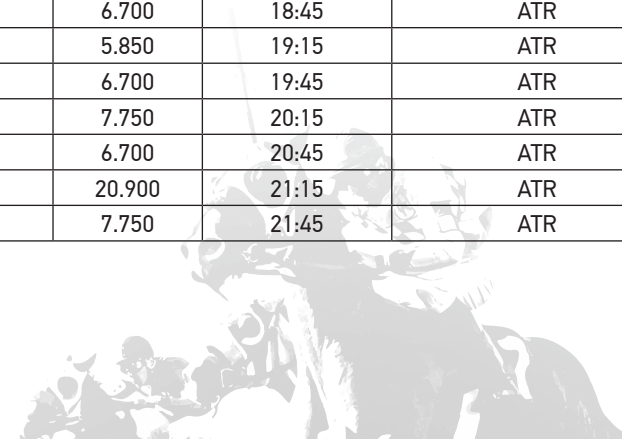 6.700 18:45 ATR
5.850 19:15 ATR
6.700 19:45 ATR
7.750 20:15 ATR
6.700 20:45 ATR
20.900 21:15 ATR
7.750 21:45 ATR